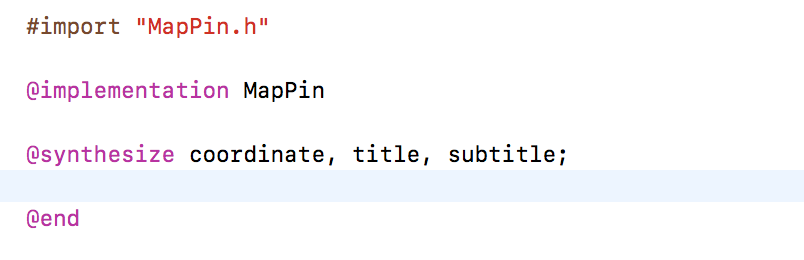 #import "MapPin.h"
@implementation MapPin
@synthesize coordinate, title, subtitle;
@end